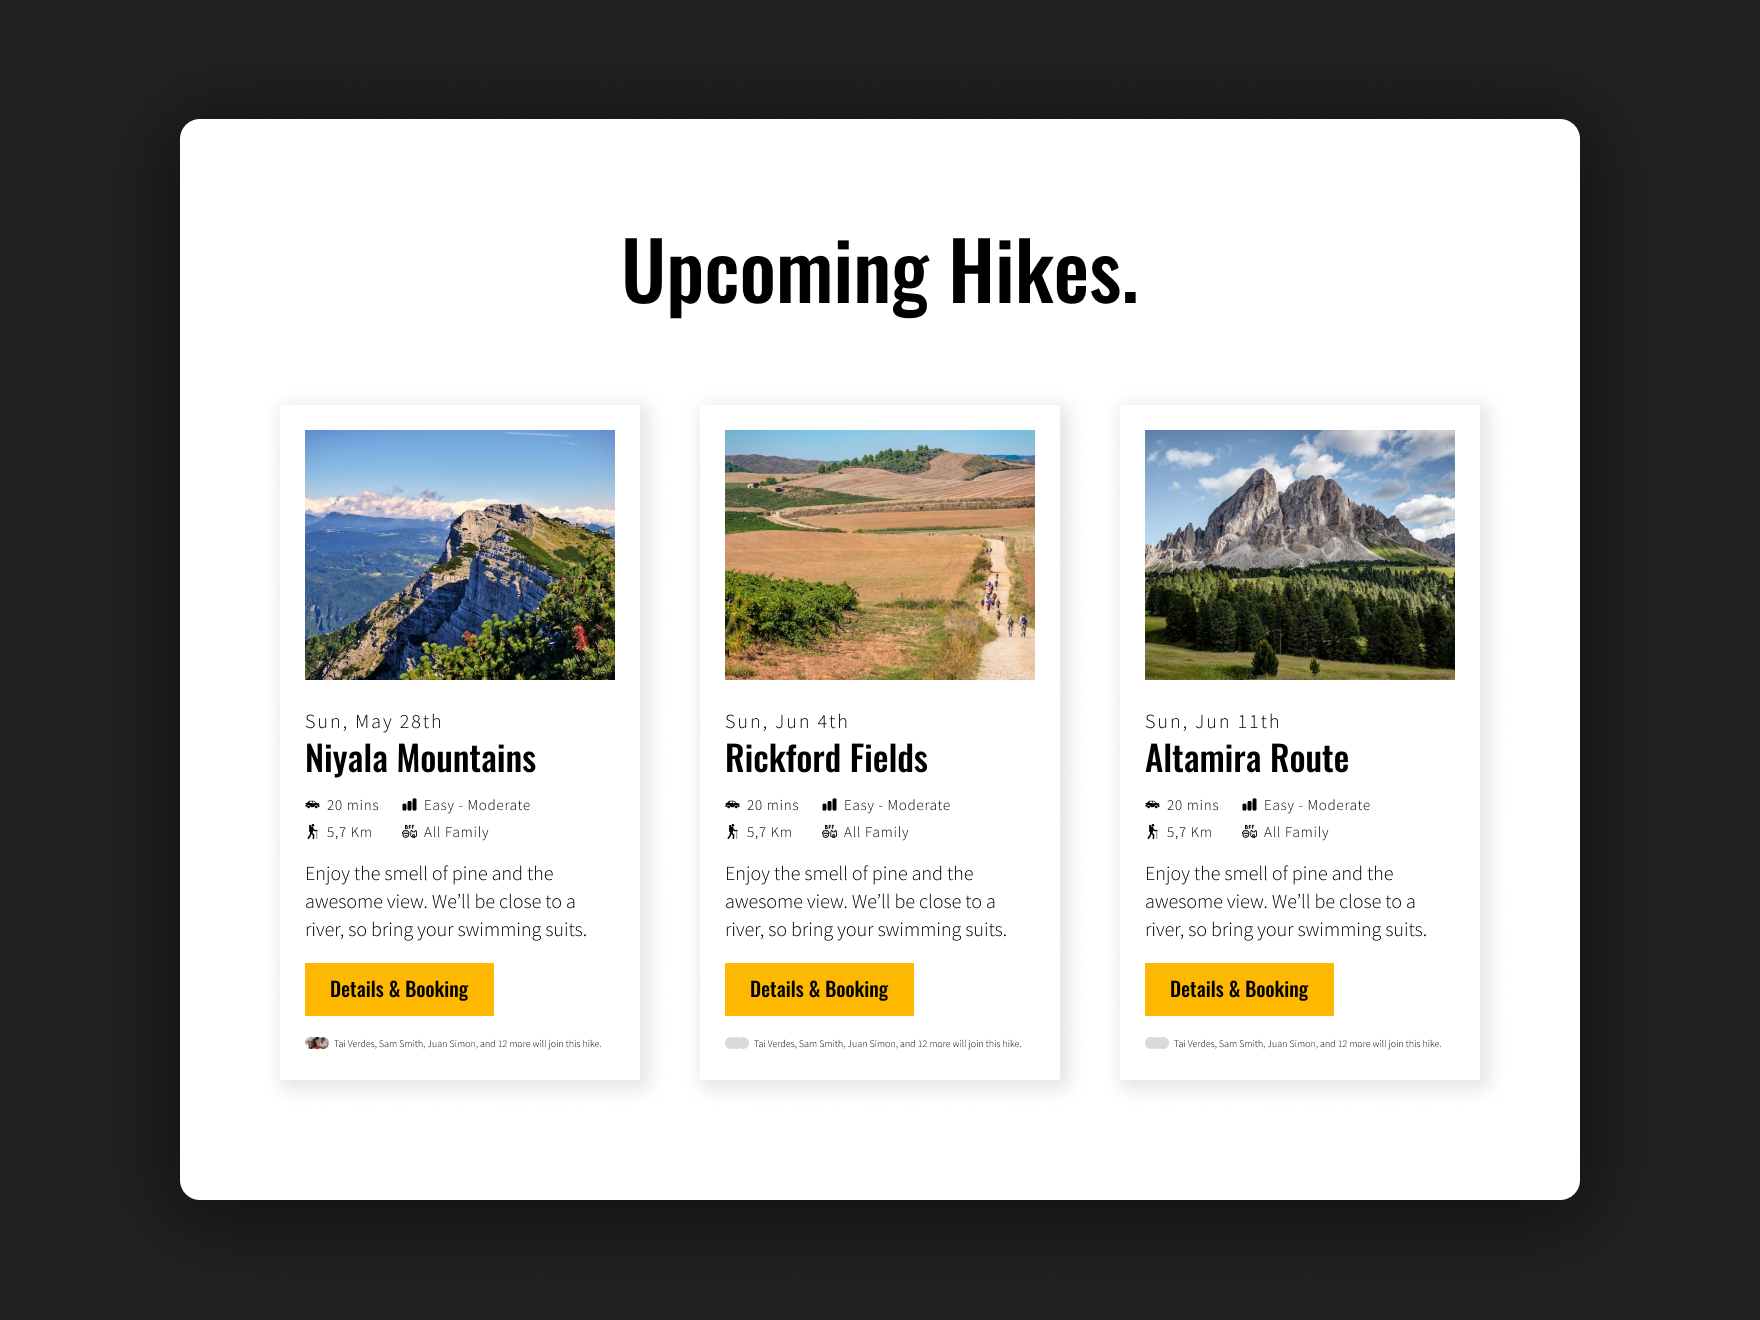 Upcoming Hikes.
Sun, May 28th
Niyala Mountains
20 mins
Easy - Moderate
5,7 Km
BFF
All Family
Enjoy the smell of pine and the
awesome view. We’ll be close to a
river, so bring your swimming suits.
Details & Booking
Tai Verdes, Sam Smith, Juan Simon, and 12 more will join this hike.
Sun, Jun 4th
Rickford Fields
20 mins
Easy - Moderate
5,7 Km
BFF
All Family
Enjoy the smell of pine and the
awesome view. We’ll be close to a
river, so bring your swimming suits.
Details & Booking
Tai Verdes, Sam Smith, Juan Simon, and 12 more will join this hike.
Sun, Jun 11th
Altamira Route
20 mins
Easy - Moderate
5,7 Km
BFF
All Family
Enjoy the smell of pine and the
awesome view. We’ll be close to a
river, so bring your swimming suits.
Details & Booking
Tai Verdes, Sam Smith, Juan Simon, and 12 more will join this hike.